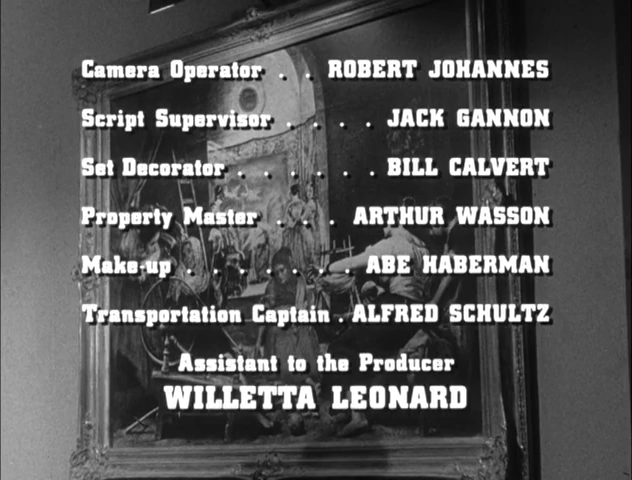 Camera Operator . . ROBERT JOHANNES
Script Supervisor . . . . JACK GANNON
Set Decorator . . . . . . BILL CALVERT
Property Master . . . ARTHUR WASSON
Make-up . . . . . . . ABE HABERMAN
Transportation Captain . ALFRED SCHULTZ
Assistant to the Producer
WILLETTA LEONARD